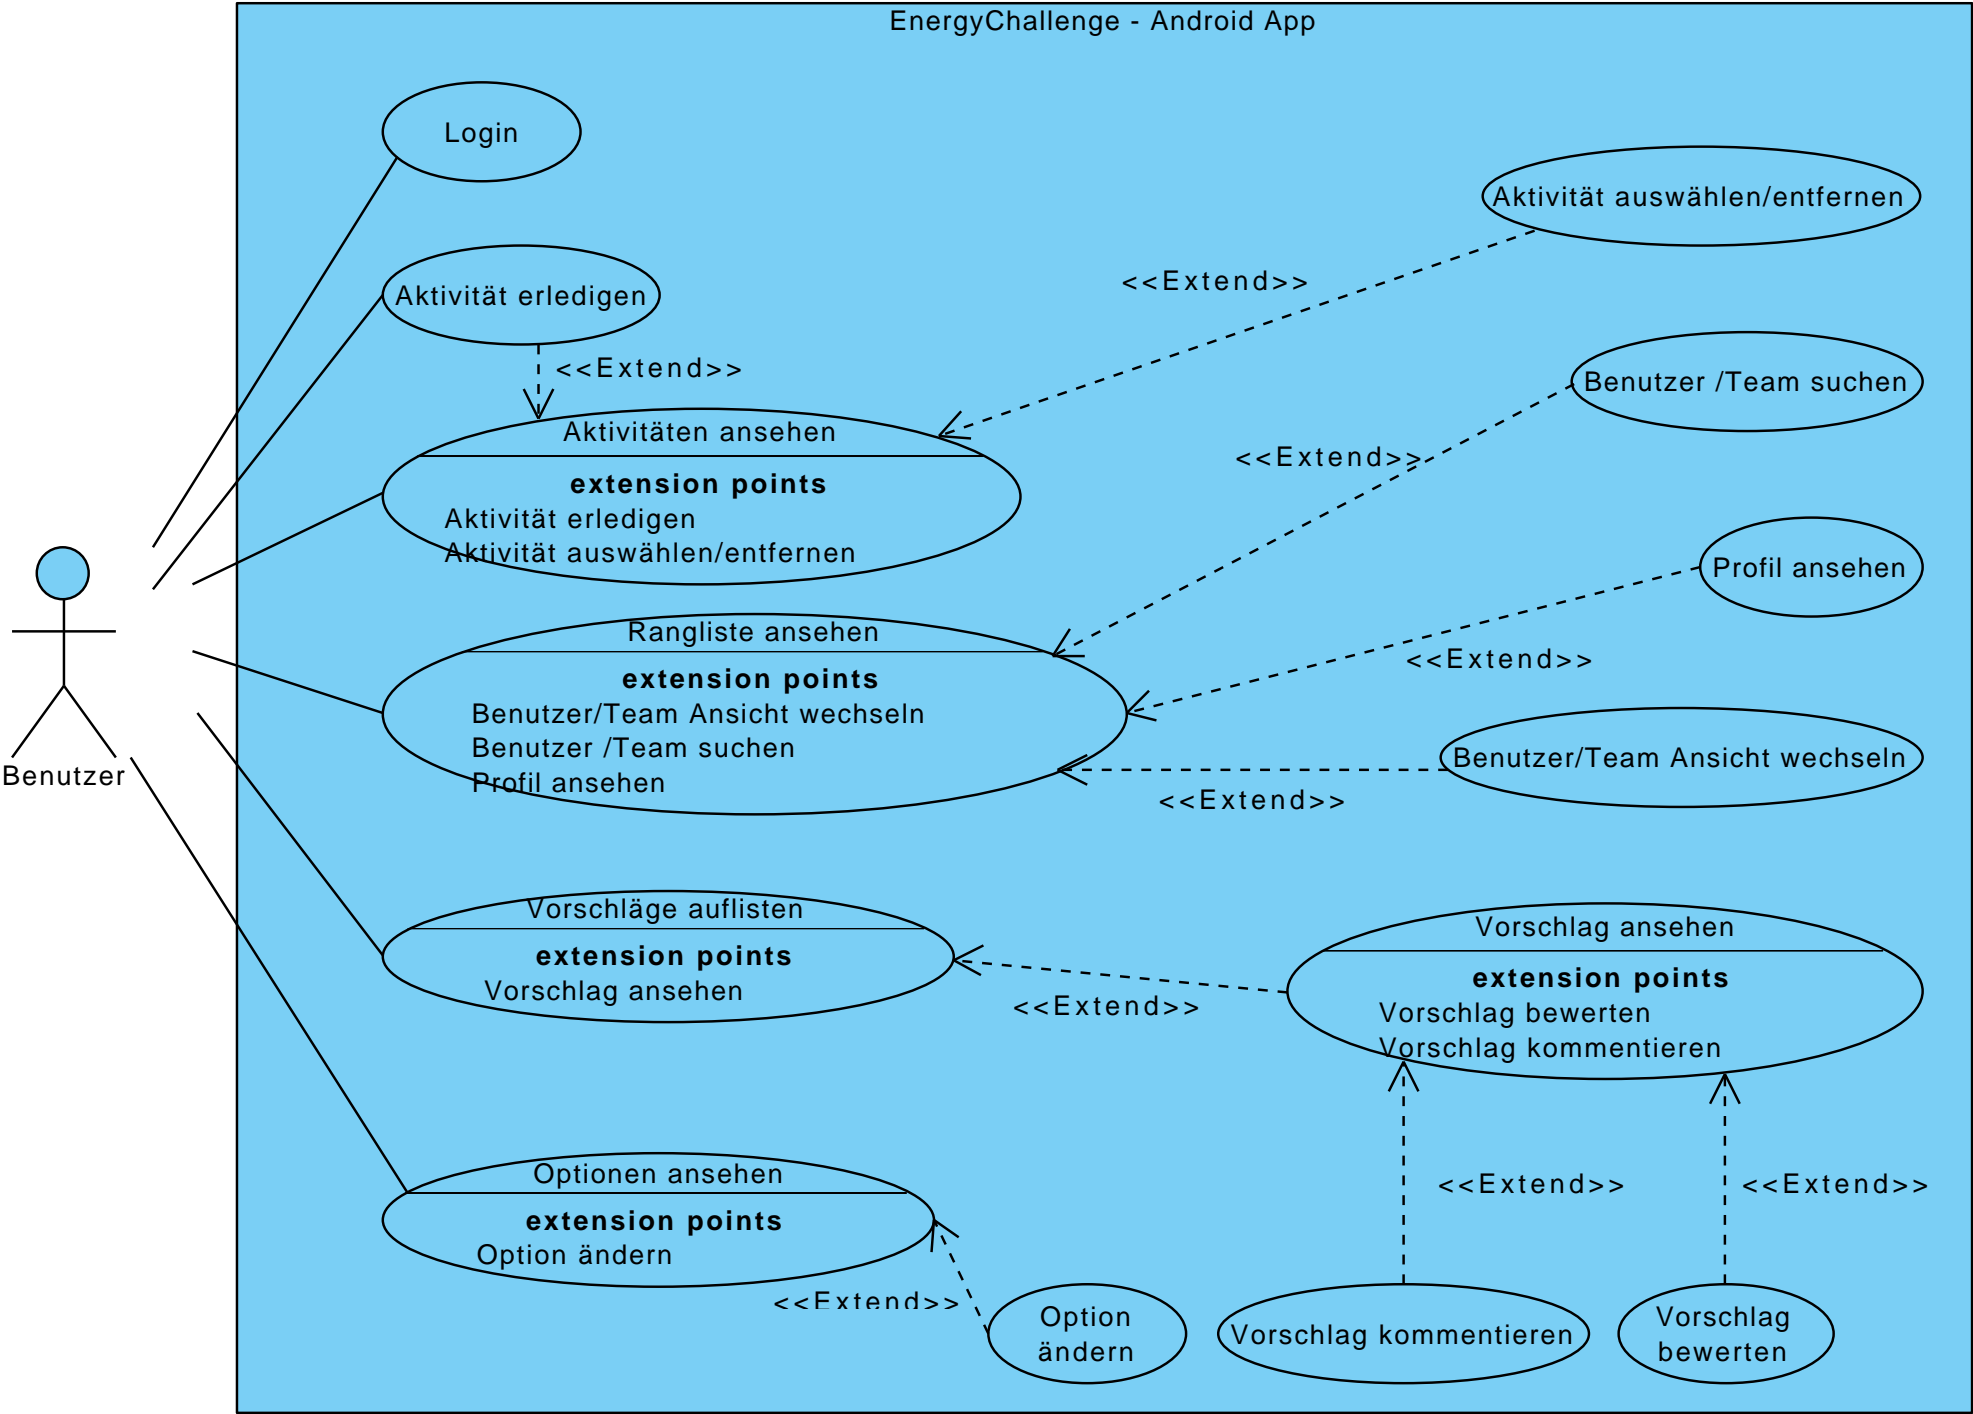 EnergyChallenge - Android App
Login
Aktivität auswählen/entfernen
<<Extend>>
Aktivität erledigen
<<Extend>>
Benutzer /Team suchen
<<Extend>>
Aktivitäten ansehen
extension points
Aktivität erledigen
Aktivität auswählen/entfernen
Profil ansehen
<<Extend>>
Rangliste ansehen
extension points
Benutzer/Team Ansicht wechseln
Benutzer /Team suchen
Profil ansehen
Benutzer/Team Ansicht wechseln
<<Extend>>
Benutzer
Vorschläge auflisten
extension points
Vorschlag ansehen
<<Extend>>
Vorschlag ansehen
extension points
Vorschlag bewerten
Vorschlag kommentieren
<<Extend>>
<<Extend>>
Optionen ansehen
extension points
Option ändern
<<Extend>>
Option
ändern
Vorschlag kommentieren
Vorschlag
bewerten